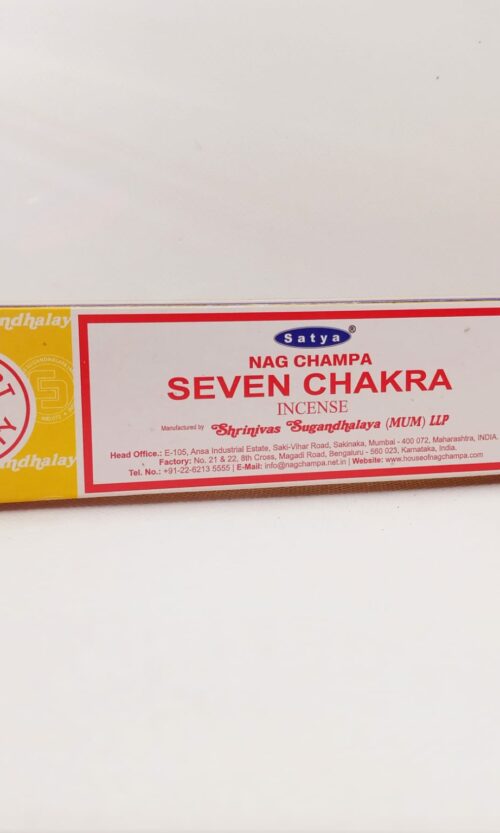 ndhalay
ndhalay
Satya®
NAG CHAMPA
SEVEN CHAKRA
INCENSE
Manufactured by Shrinivas Sugandhalaya (MUM) LLP
Head Office.: E-105, Ansa Industrial Estate, Saki-Vihar Road, Sakinaka, Mumbai - 400 072, Maharashtra, INDIA.
Factory: No. 21 & 22, 8th Cross, Magadi Road, Bengaluru - 560 023, Karnataka, India.
Tel. No.: +91-22-6213 5555 | E-Mail: info@nagchampa.net.in | Website: www.houseofnagchampa.com